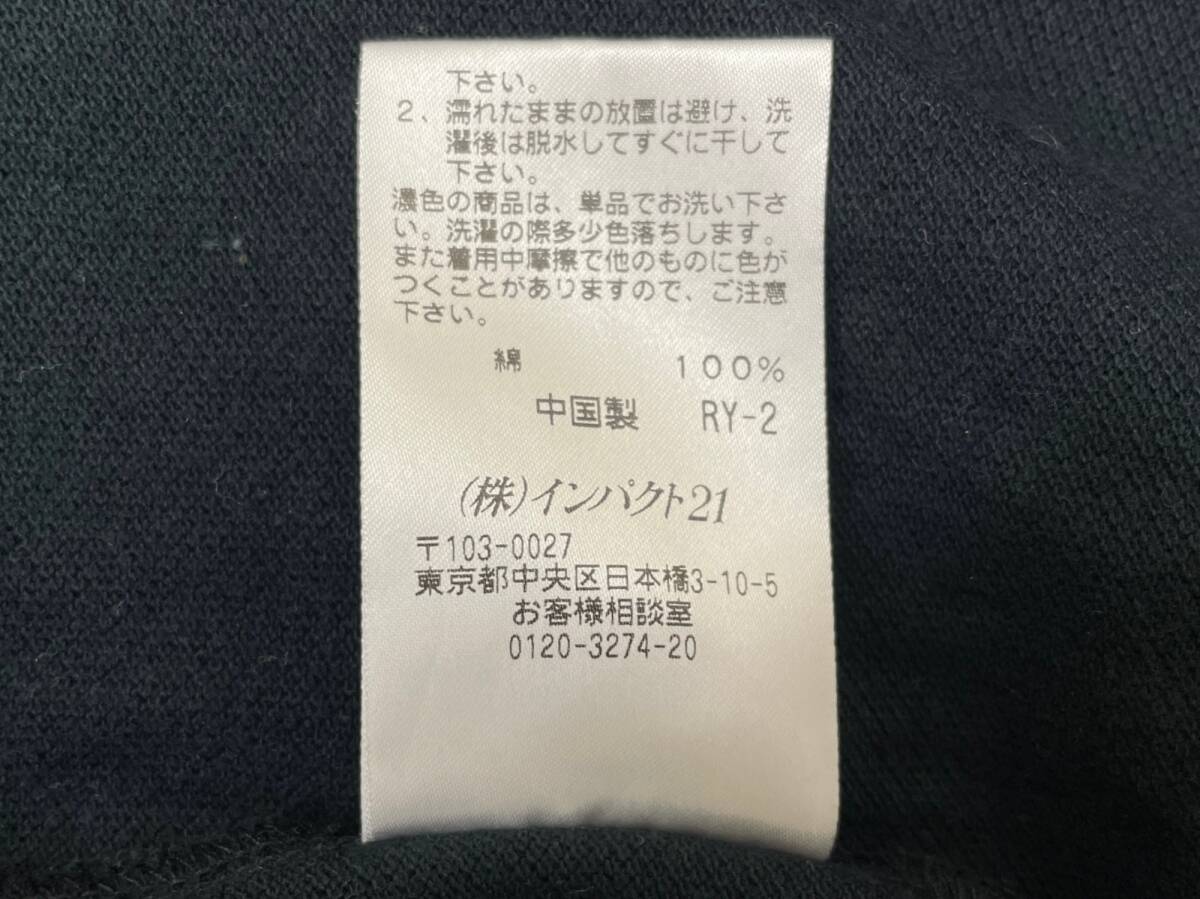 下さい。
２、濡れたままの放置は避け、洗
濯後は脱水してすぐに干して
下さい。
濃色の商品は、単品でお洗い下さ
い。洗濯の際多少色落ちします。
また着用中摩擦で他のものに色が
つくことがありますので、ご注意
下さい。
綿 100%
中国製 RY-2
(株)インパクト21
〒103-0027
東京都中央区日本橋3-10-5
お客様相談室
0120-3274-20